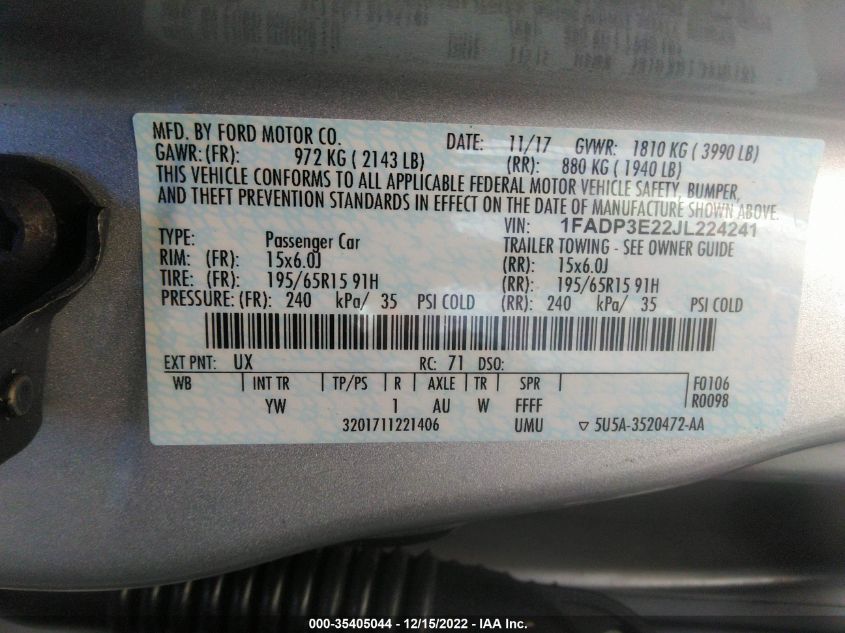 MFD. BY FORD MOTOR CO. DATE: 11/17 GVWR: 1810 KG ( 3990 LB)
GAWR:(FR): 972 KG ( 2143 LB) (RR): 880 KG ( 1940 LB)
THIS VEHICLE CONFORMS TO ALL APPLICABLE FEDERAL MOTOR VEHICLE SAFETY, BUMPER,
AND THEFT PREVENTION STANDARDS IN EFFECT ON THE DATE OF MANUFACTURE SHOWN ABOVE.
VIN: 1FADP3E22JL224241
TYPE: Passenger Car TRAILER TOWING - SEE OWNER GUIDE
RIM: (FR): 15x6.0J (RR): 15x6.0J
TIRE: (FR): 195/65R15 91H (RR): 195/65R15 91H
PRESSURE:(FR): 240 kPa/ 35 PSI COLD (RR): 240 kPa/ 35 PSI COLD
EXT PNT: UX RC: 71 DSO:
WB INT TR TP/PS R AXLE TR SPR F0106
YW 1 AU W FFFF R0098
3201711221406 UMU ▽ 5U5A-3520472-AA
000-35405044 - 12/15/2022 - IAA Inc.